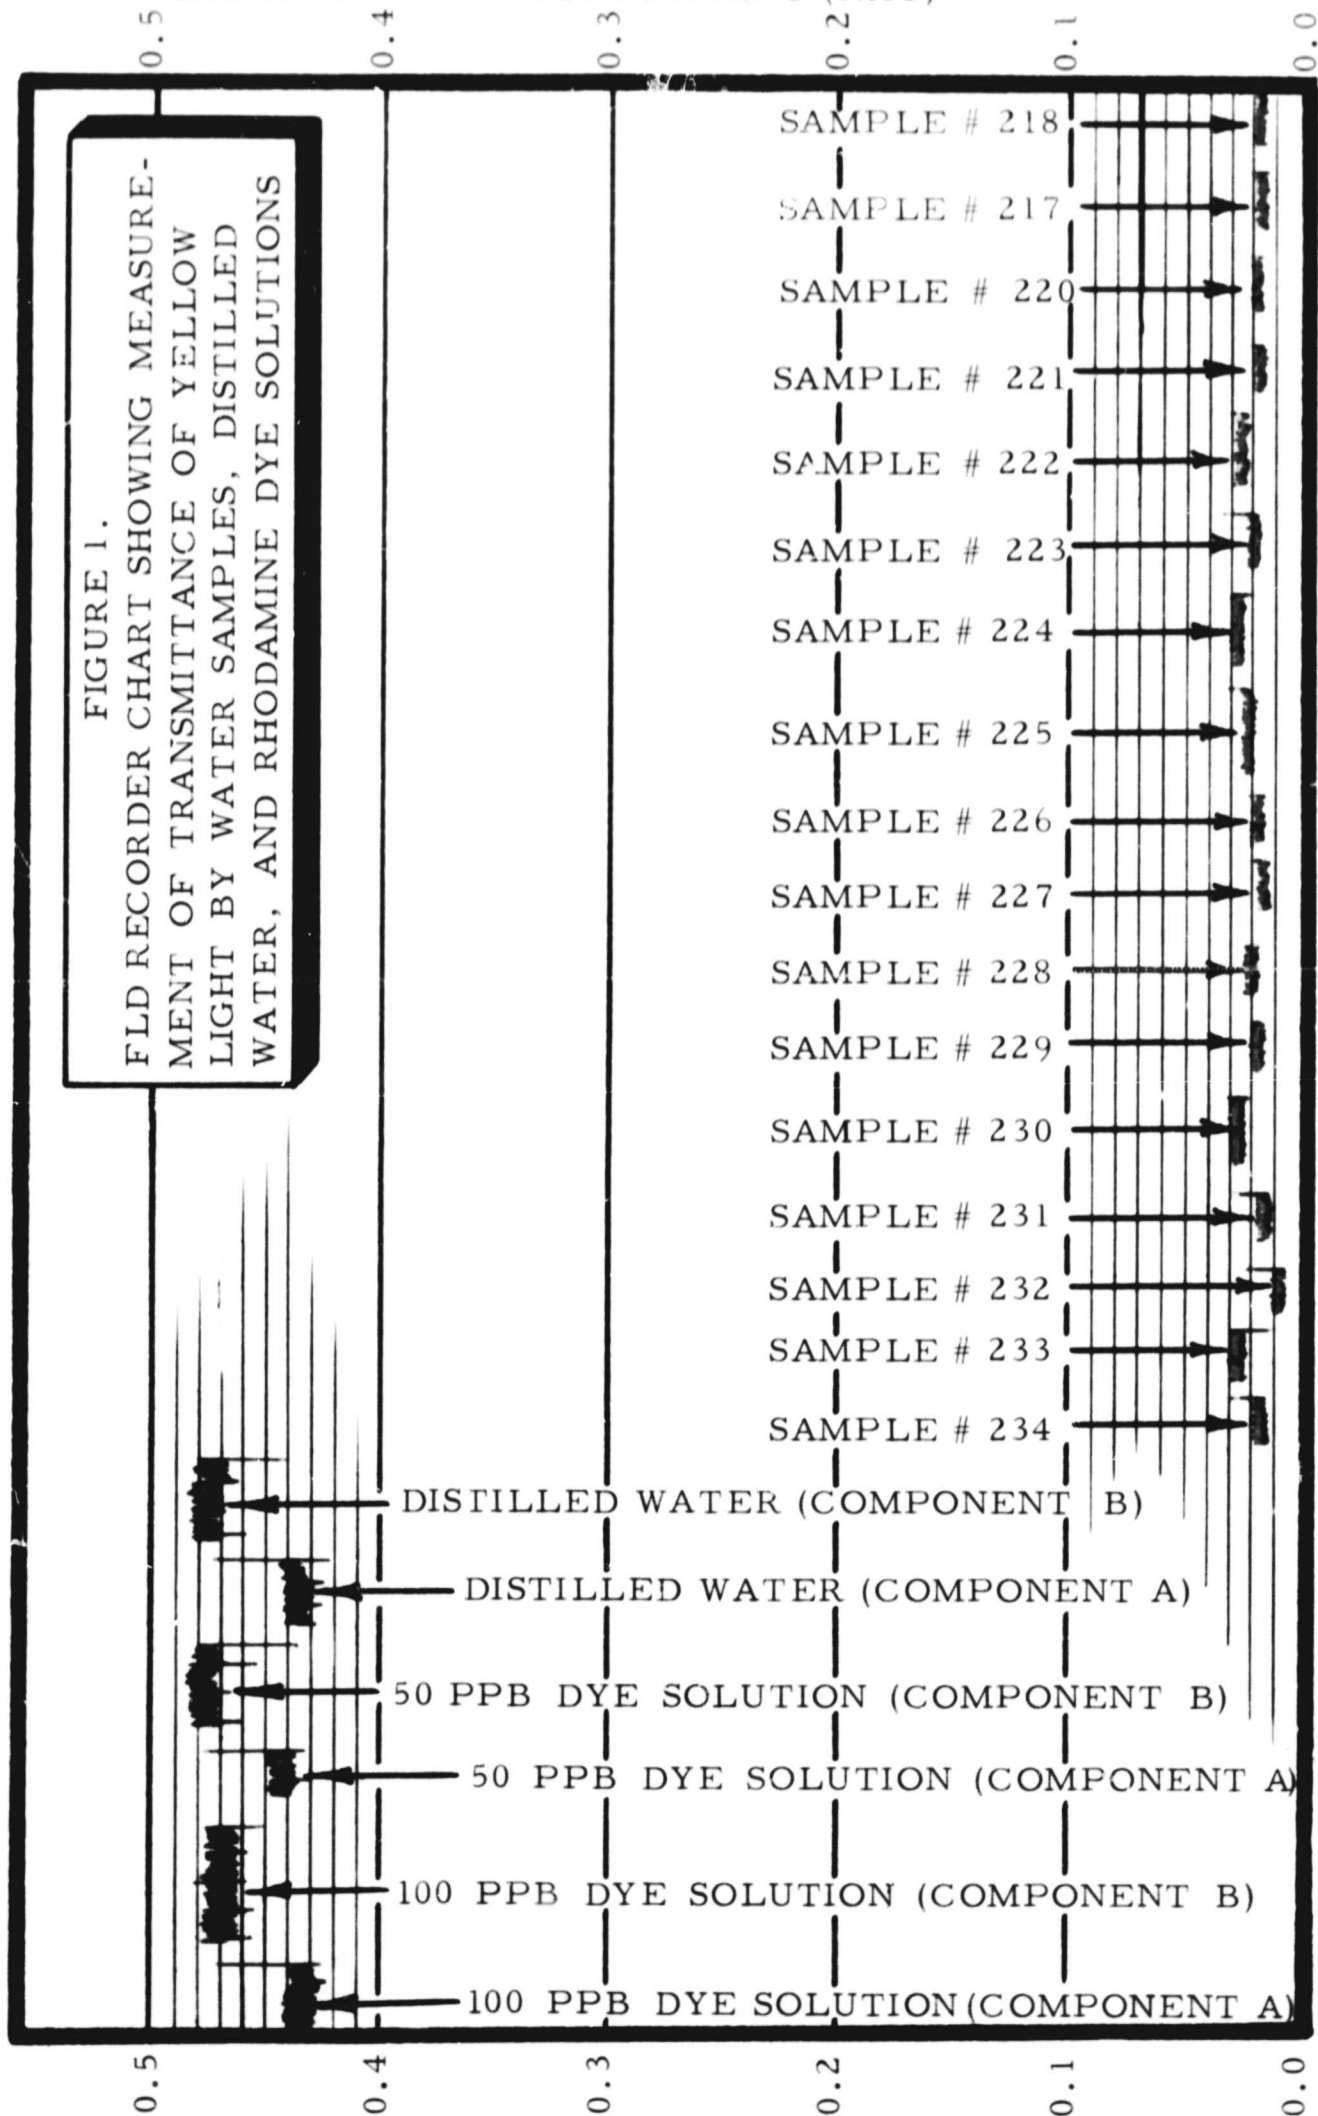 0.5
0.4
0.3
0.2
0.1
0.0
FIGURE 1.
FLD RECORDER CHART SHOWING MEASURE-
MENT OF TRANSMITTANCE OF YELLOW
LIGHT BY WATER SAMPLES, DISTILLED
WATER, AND RHODAMINE DYE SOLUTIONS
SAMPLE # 218
SAMPLE # 217
SAMPLE # 220
SAMPLE # 221
SAMPLE # 222
SAMPLE # 223
SAMPLE # 224
SAMPLE # 225
SAMPLE # 226
SAMPLE # 227
SAMPLE # 228
SAMPLE # 229
SAMPLE # 230
SAMPLE # 231
SAMPLE # 232
SAMPLE # 233
SAMPLE # 234
DISTILLED WATER (COMPONENT B)
DISTILLED WATER (COMPONENT A)
50 PPB DYE SOLUTION (COMPONENT B)
50 PPB DYE SOLUTION (COMPONENT A)
100 PPB DYE SOLUTION (COMPONENT B)
100 PPB DYE SOLUTION (COMPONENT A)
0.5
0.4
0.3
0.2
0.1
0.0